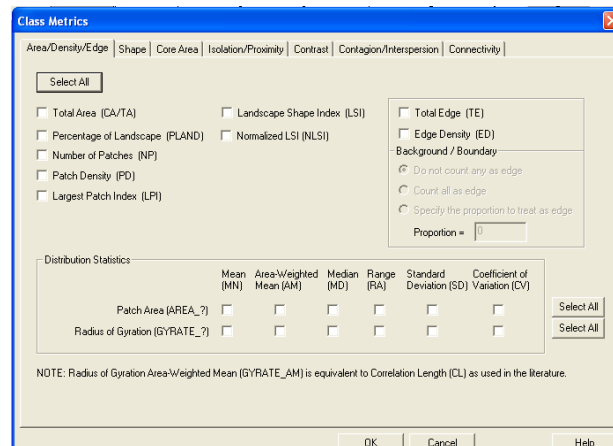 Class Metrics
Area/Density/Edge Shape Core Area Isolation/Proximity Contrast Contagion/Interspersion Connectivity
Select All
Total Area (CA/TA)
Percentage of Landscape (PLAND)
Number of Patches (NP)
Patch Density (PD)
Largest Patch Index (LPI)
Landscape Shape Index (LSI)
Normalized LSI (NLSI)
Total Edge (TE)
Edge Density (ED)
Background / Boundary
Do not count any as edge
Count all as edge
Specify the proportion to treat as edge
Proportion = 0
Distribution Statistics
Mean (MN) Area-Weighted Mean (AM) Median (MD) Range (RA) Standard Deviation (SD) Coefficient of Variation (CV)
Patch Area (AREA_?) Select All
Radius of Gyration (GYRATE_?) Select All
NOTE: Radius of Gyration Area-Weighted Mean (GYRATE_AM) is equivalent to Correlation Length (CL) as used in the literature.
OK Cancel Help